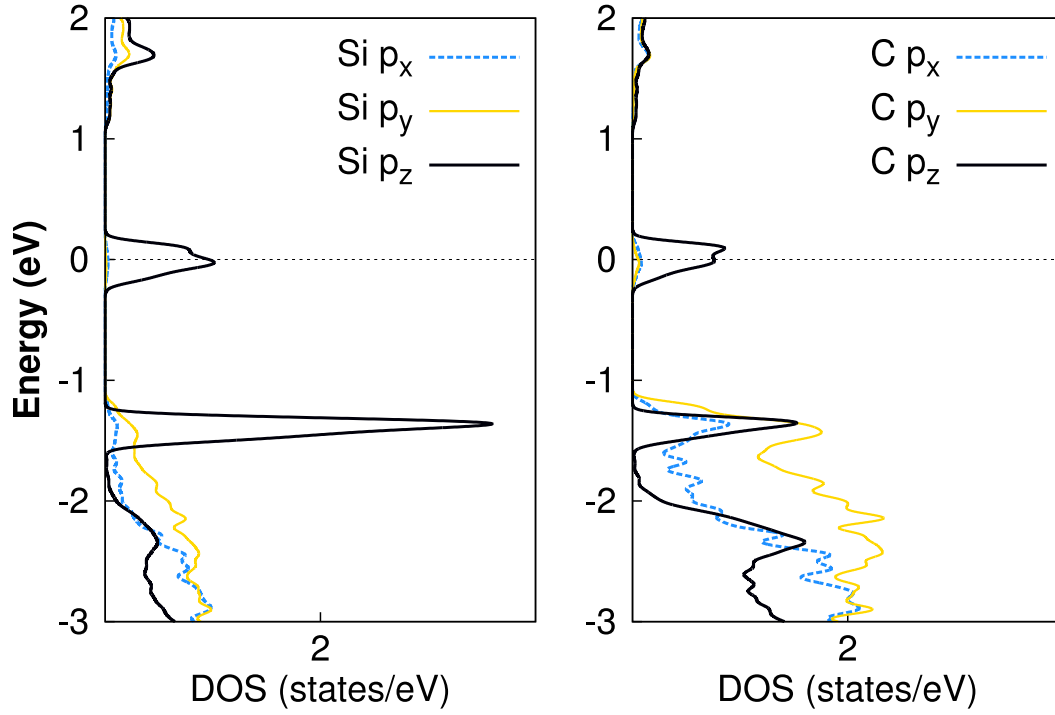 Energy (eV)
2
1
0
-1
-2
-3
Si px
Si py
Si pz
2
DOS (states/eV)
2
1
0
-1
-2
-3
C px
C py
C pz
2
DOS (states/eV)